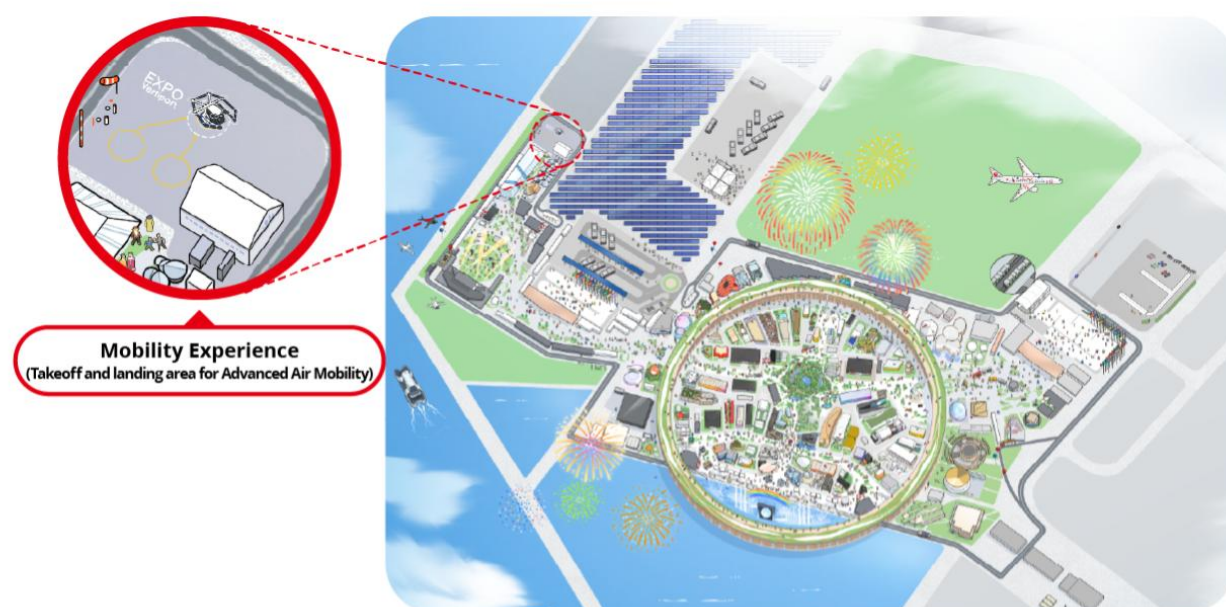 EXPO
Vertiport
Mobility Experience
(Takeoff and landing area for Advanced Air Mobility)